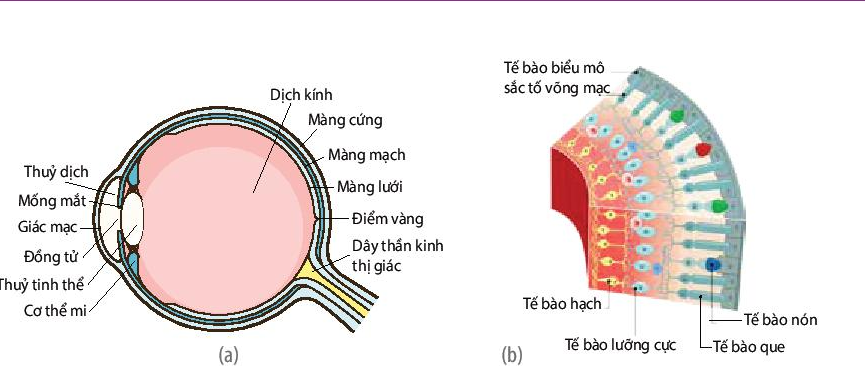 Dịch kính
Màng cứng
Màng mạch
Màng lưới
Điểm vàng
Dây thần kinh
thị giác
Thuỷ dịch
Mống mắt
Giác mạc
Đồng tử
Thuỷ tinh thể
Cơ thể mi
(a)
Tế bào biểu mô
sắc tố võng mạc
Tế bào hạch
Tế bào lưỡng cực
Tế bào nón
Tế bào que
(b)